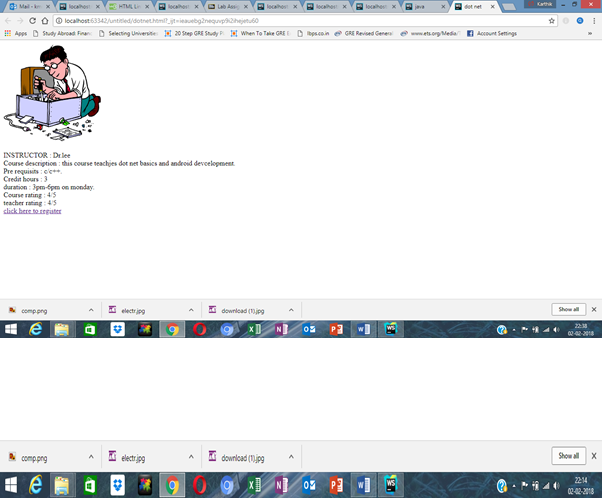 Karthik
Mail - kre
localhost:
HTML Lin
localhost:
Lab Assig
localhost:
localhost:
localhost:
java
dot net
localhost:63342/untitled/dotnet.html?_ijt=
Apps
Study Abroad : Financi
Selecting Universities
20 Step GRE Study P
When To Take GRE E
ibps.co.in
GRE Revised General
www.ets.org/Media/
Account Settings
»
INSTRUCTOR : Dr.lee
Course description : this course teachjes dot net basics and android devcelopment.
Pre requisits : c/c++.
Credit hours : 3
duration : 3pm-6pm on monday.
Course rating : 4/5
teacher rating : 4/5
click here to register
comp.png
electr.jpg
download (1).jpg
Show all
22:38
02-02-2018
comp.png
electr.jpg
download (1).jpg
Show all
22:14
02-02-2018